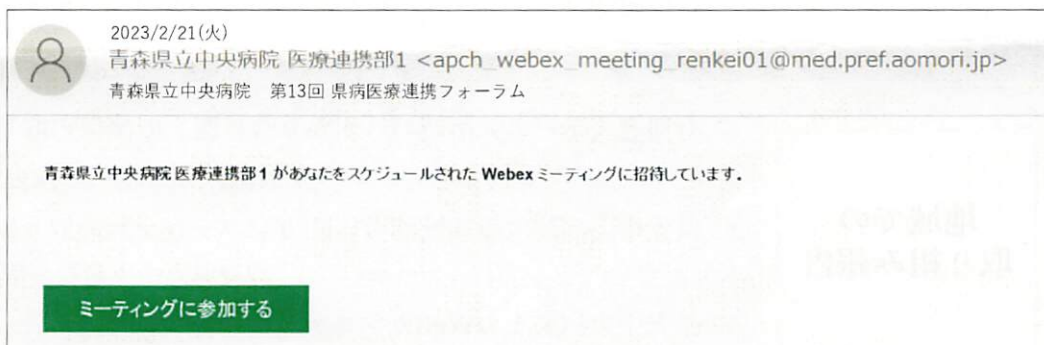 2023/2/21(火)
青森県立中央病院 医療連携部1 <apch_webex_meeting_renkei01@med.pref.aomori.jp>
青森県立中央病院　第13回 県病医療連携フォーラム
青森県立中央病院 医療連携部1 があなたをスケジュールされた Webex ミーティングに招待しています。
ミーティングに参加する